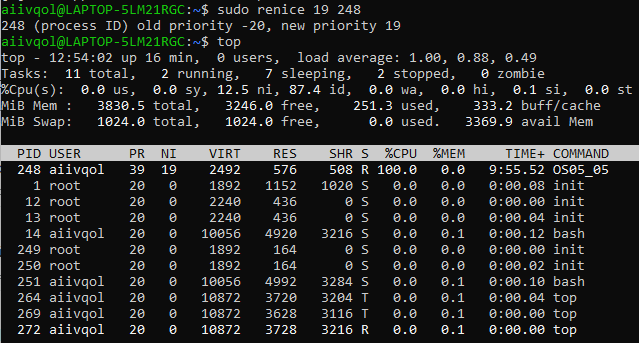 aiivqol@LAPTOP-5LM21RGC:~$ sudo renice 19 248
248 (process ID) old priority -20, new priority 19
aiivqol@LAPTOP-5LM21RGC:~$ top
top - 12:54:02 up 16 min,  0 users,  load average: 1.00, 0.88, 0.49
Tasks:  11 total,   2 running,   7 sleeping,   2 stopped,   0 zombie
%Cpu(s):  0.0 us,  0.0 sy, 12.5 ni, 87.4 id,  0.0 wa,  0.0 hi,  0.1 si,  0.0 st
MiB Mem :   3830.5 total,   3246.0 free,    251.3 used,    333.2 buff/cache
MiB Swap:   1024.0 total,   1024.0 free,      0.0 used.   3369.9 avail Mem
PID USER      PR  NI    VIRT    RES    SHR S  %CPU  %MEM     TIME+ COMMAND
248 aiivqol   39  19    2492    576    508 R 100.0   0.0   9:55.52 OS05_05
1 root      20   0    1892   1152   1020 S   0.0   0.0   0:00.08 init
12 root      20   0    2240    436      0 S   0.0   0.0   0:00.00 init
13 root      20   0    2240    436      0 S   0.0   0.0   0:00.04 init
14 aiivqol   20   0   10056   4920   3216 S   0.0   0.1   0:00.12 bash
249 root      20   0    1892    164      0 S   0.0   0.0   0:00.00 init
250 root      20   0    1892    164      0 S   0.0   0.0   0:00.02 init
251 aiivqol   20   0   10056   4992   3284 S   0.0   0.1   0:00.10 bash
264 aiivqol   20   0   10872   3720   3204 T   0.0   0.1   0:00.04 top
269 aiivqol   20   0   10872   3628   3116 T   0.0   0.1   0:00.00 top
272 aiivqol   20   0   10872   3728   3216 R   0.0   0.1   0:00.00 top